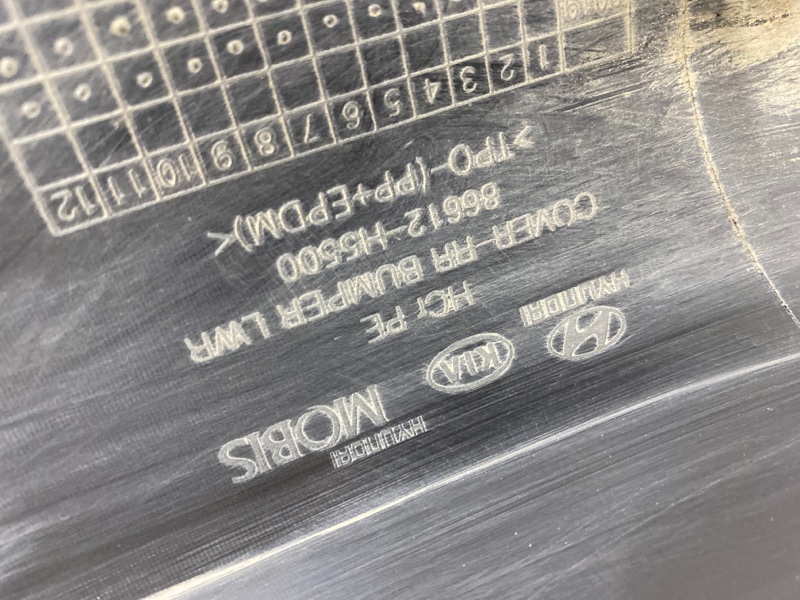 HYUNDAI KIA HYUNDAI MOBIS
HCr PE
COVER-RR BUMPER LWR
86612-H5500
>TPO-(PP+EPDM)<
1 2 3 4 5 6 7 8 9 10 11 12